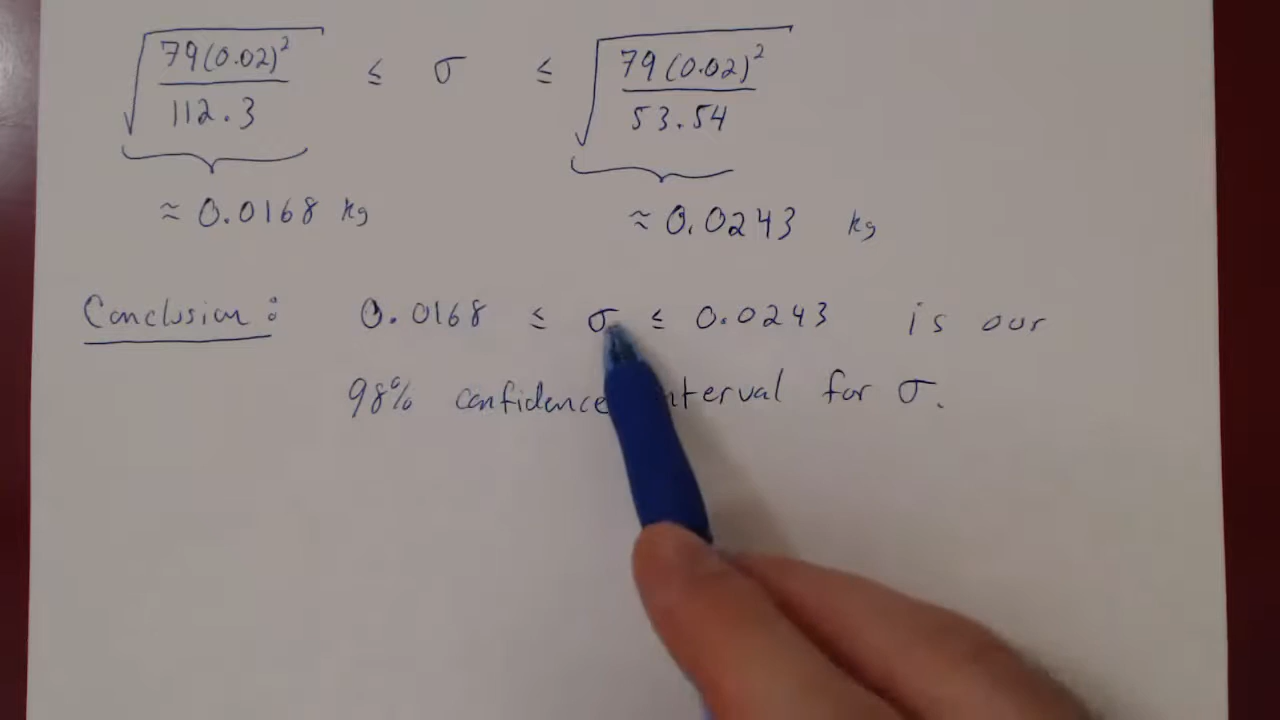 √(79(0.02)²/112.3) ≤ σ ≤ √(79(0.02)²/53.54)
≈ 0.0168 kg ≈ 0.0243 kg
Conclusion: 0.0168 ≤ σ ≤ 0.0243 is our
98% confidence for σ.